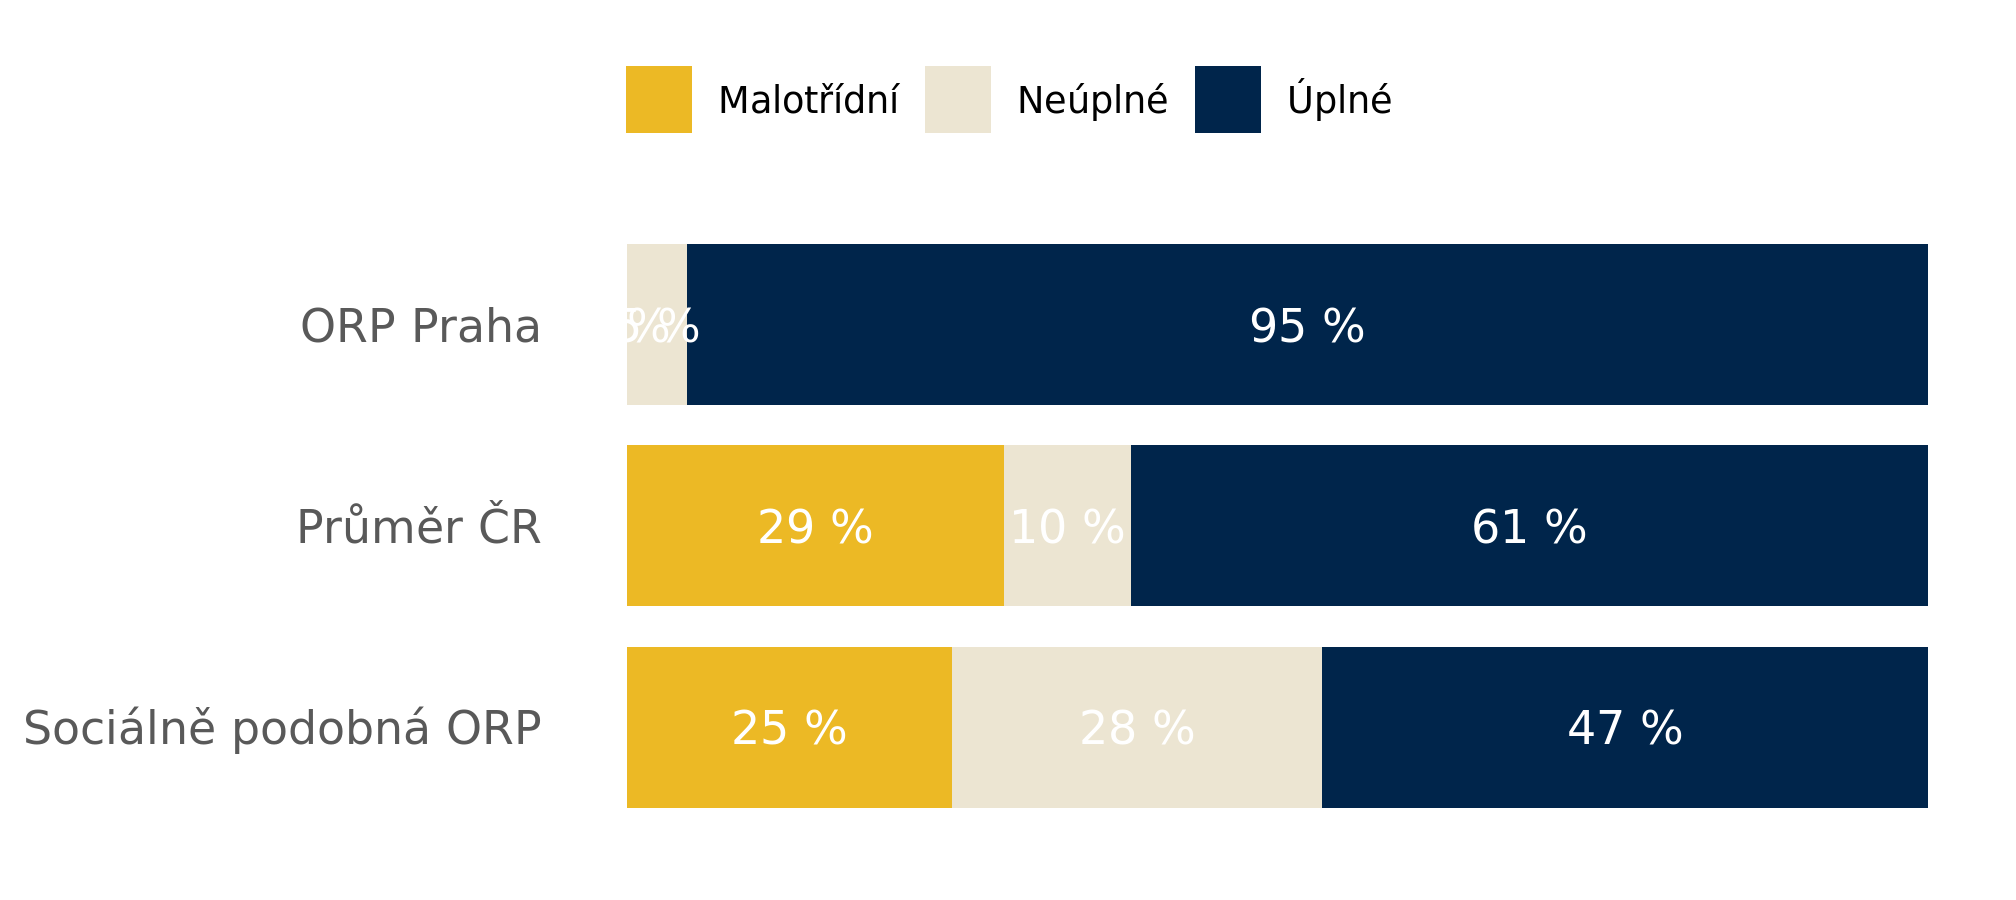 Malotřídní Neúplné Úplné
ORP Praha 95 %
Průměr ČR 29 % 10 % 61 %
Sociálně podobná ORP 25 % 28 % 47 %